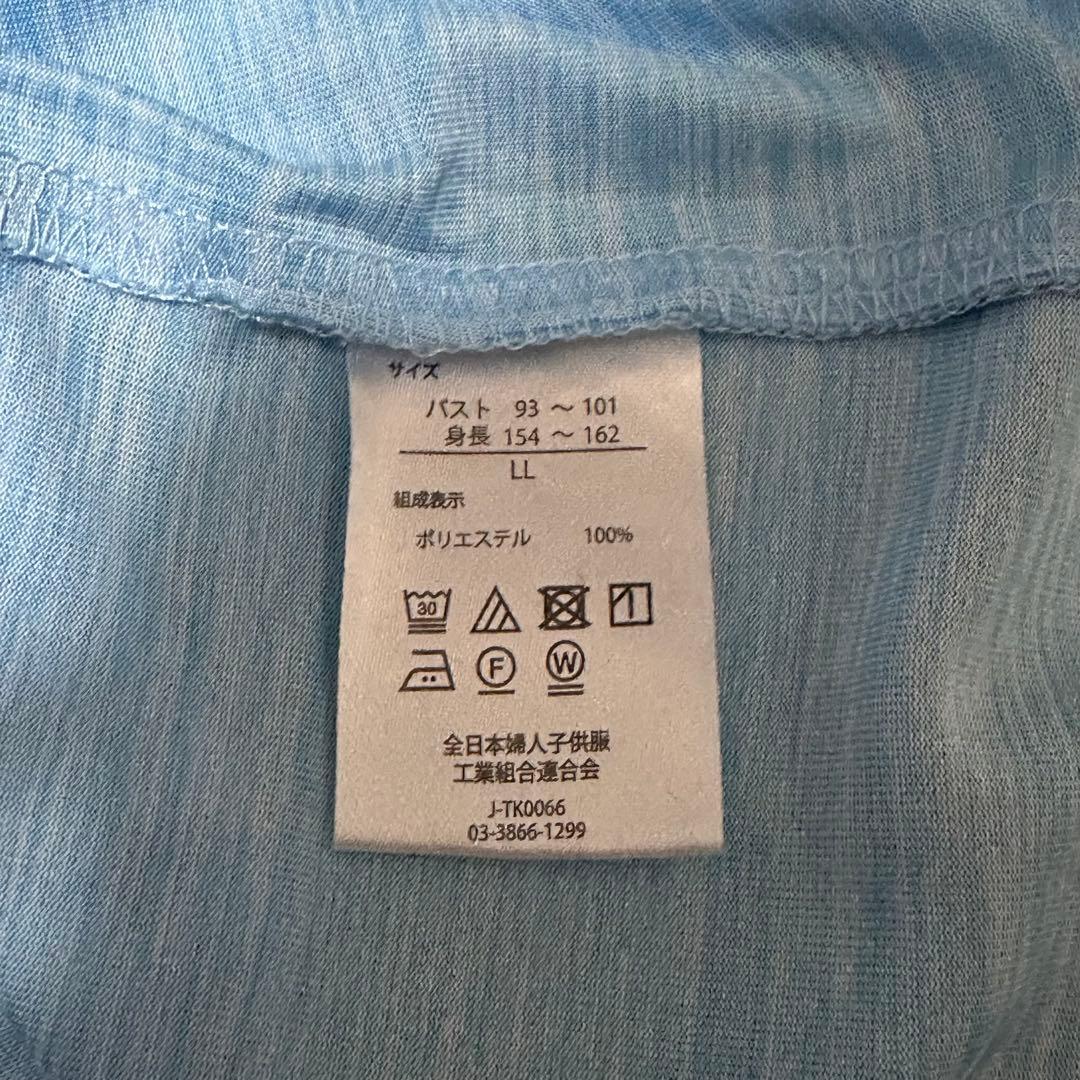 サイズ
バスト 93 ～ 101
身長 154 ～ 162
LL
組成表示
ポリエステル 100%
30
F W
全日本婦人子供服
工業組合連合会
J-TK0066
03-3866-1299